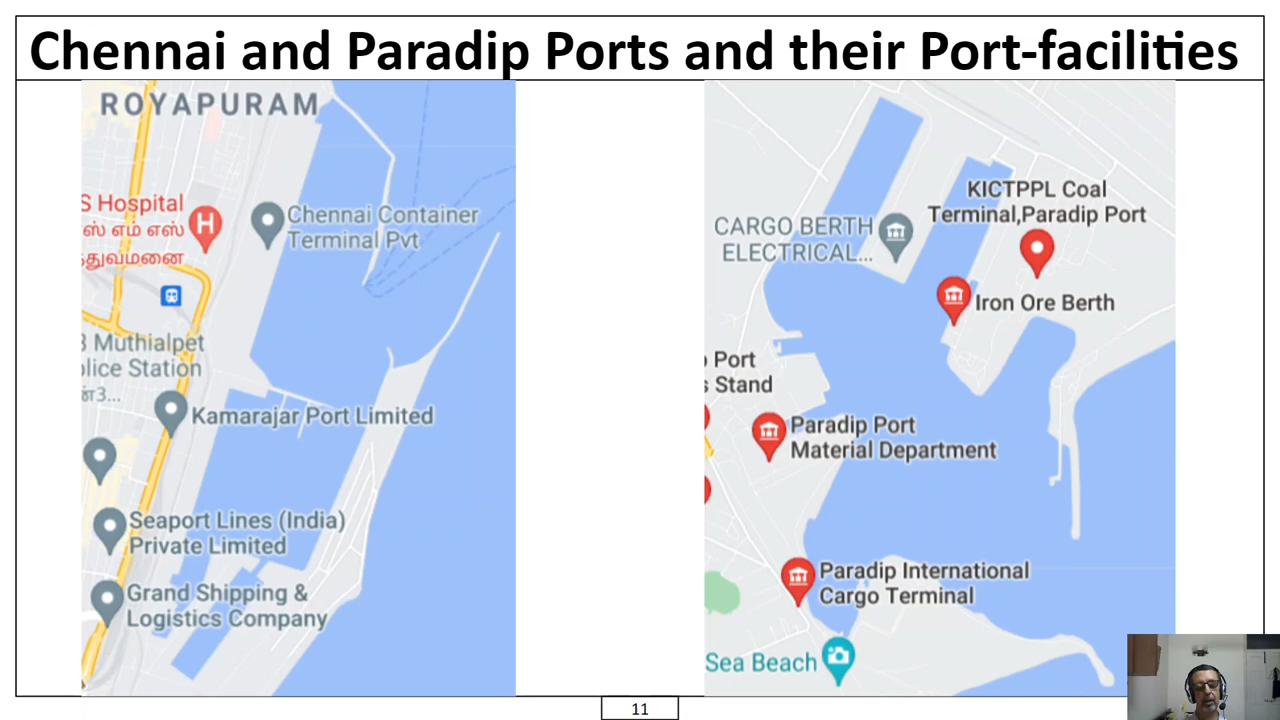 Chennai and Paradip Ports and their Port-facilities
ROYAPURAM
S Hospital
ஸ் எம் எஸ்
த்துவமனை
H
Chennai Container
Terminal Pvt
3 Muthialpet
olice Station
ன்3...
Kamarajar Port Limited
Seaport Lines (India)
Private Limited
Grand Shipping &
Logistics Company
KICTPPL Coal
Terminal,Paradip Port
CARGO BERTH
ELECTRICAL...
Iron Ore Berth
Port
s Stand
Paradip Port
Material Department
Paradip International
Cargo Terminal
Sea Beach
11